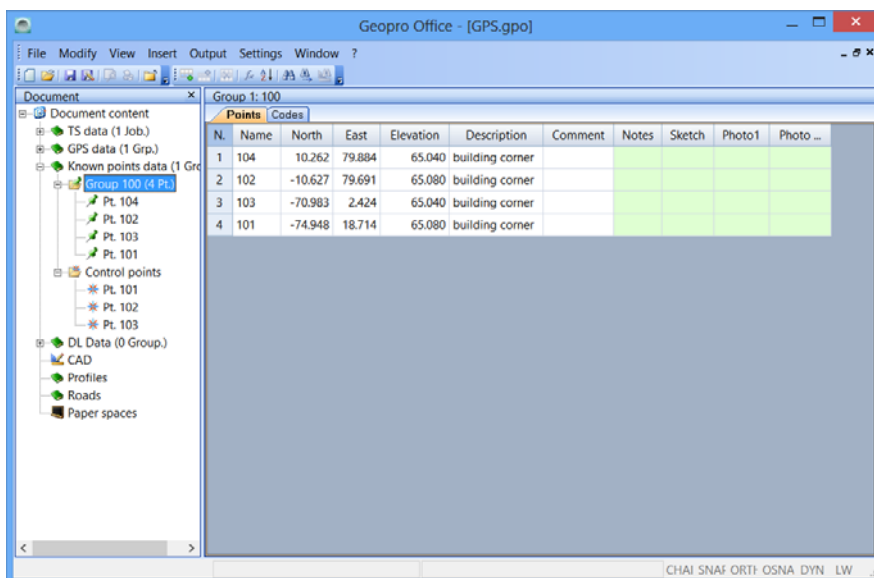 Geopro Office - [GPS.gpo]
File Modify View Insert Output Settings Window ?
Document
Group 1: 100
Document content
Points Codes
TS data (1 Job.)
GPS data (1 Grp.)
Known points data (1 Grc
Group 100 (4 Pt.)
Pt. 104
Pt. 102
Pt. 103
Pt. 101
Control points
Pt. 101
Pt. 102
Pt. 103
DL Data (0 Group.)
CAD
Profiles
Roads
Paper spaces
N. Name North East Elevation Description Comment Notes Sketch Photo1 Photo ...
1 104 10.262 79.884 65.040 building corner
2 102 -10.627 79.691 65.080 building corner
3 103 -70.983 2.424 65.040 building corner
4 101 -74.948 18.714 65.080 building corner
CHAI SNAF ORTH OSNA DYN LW